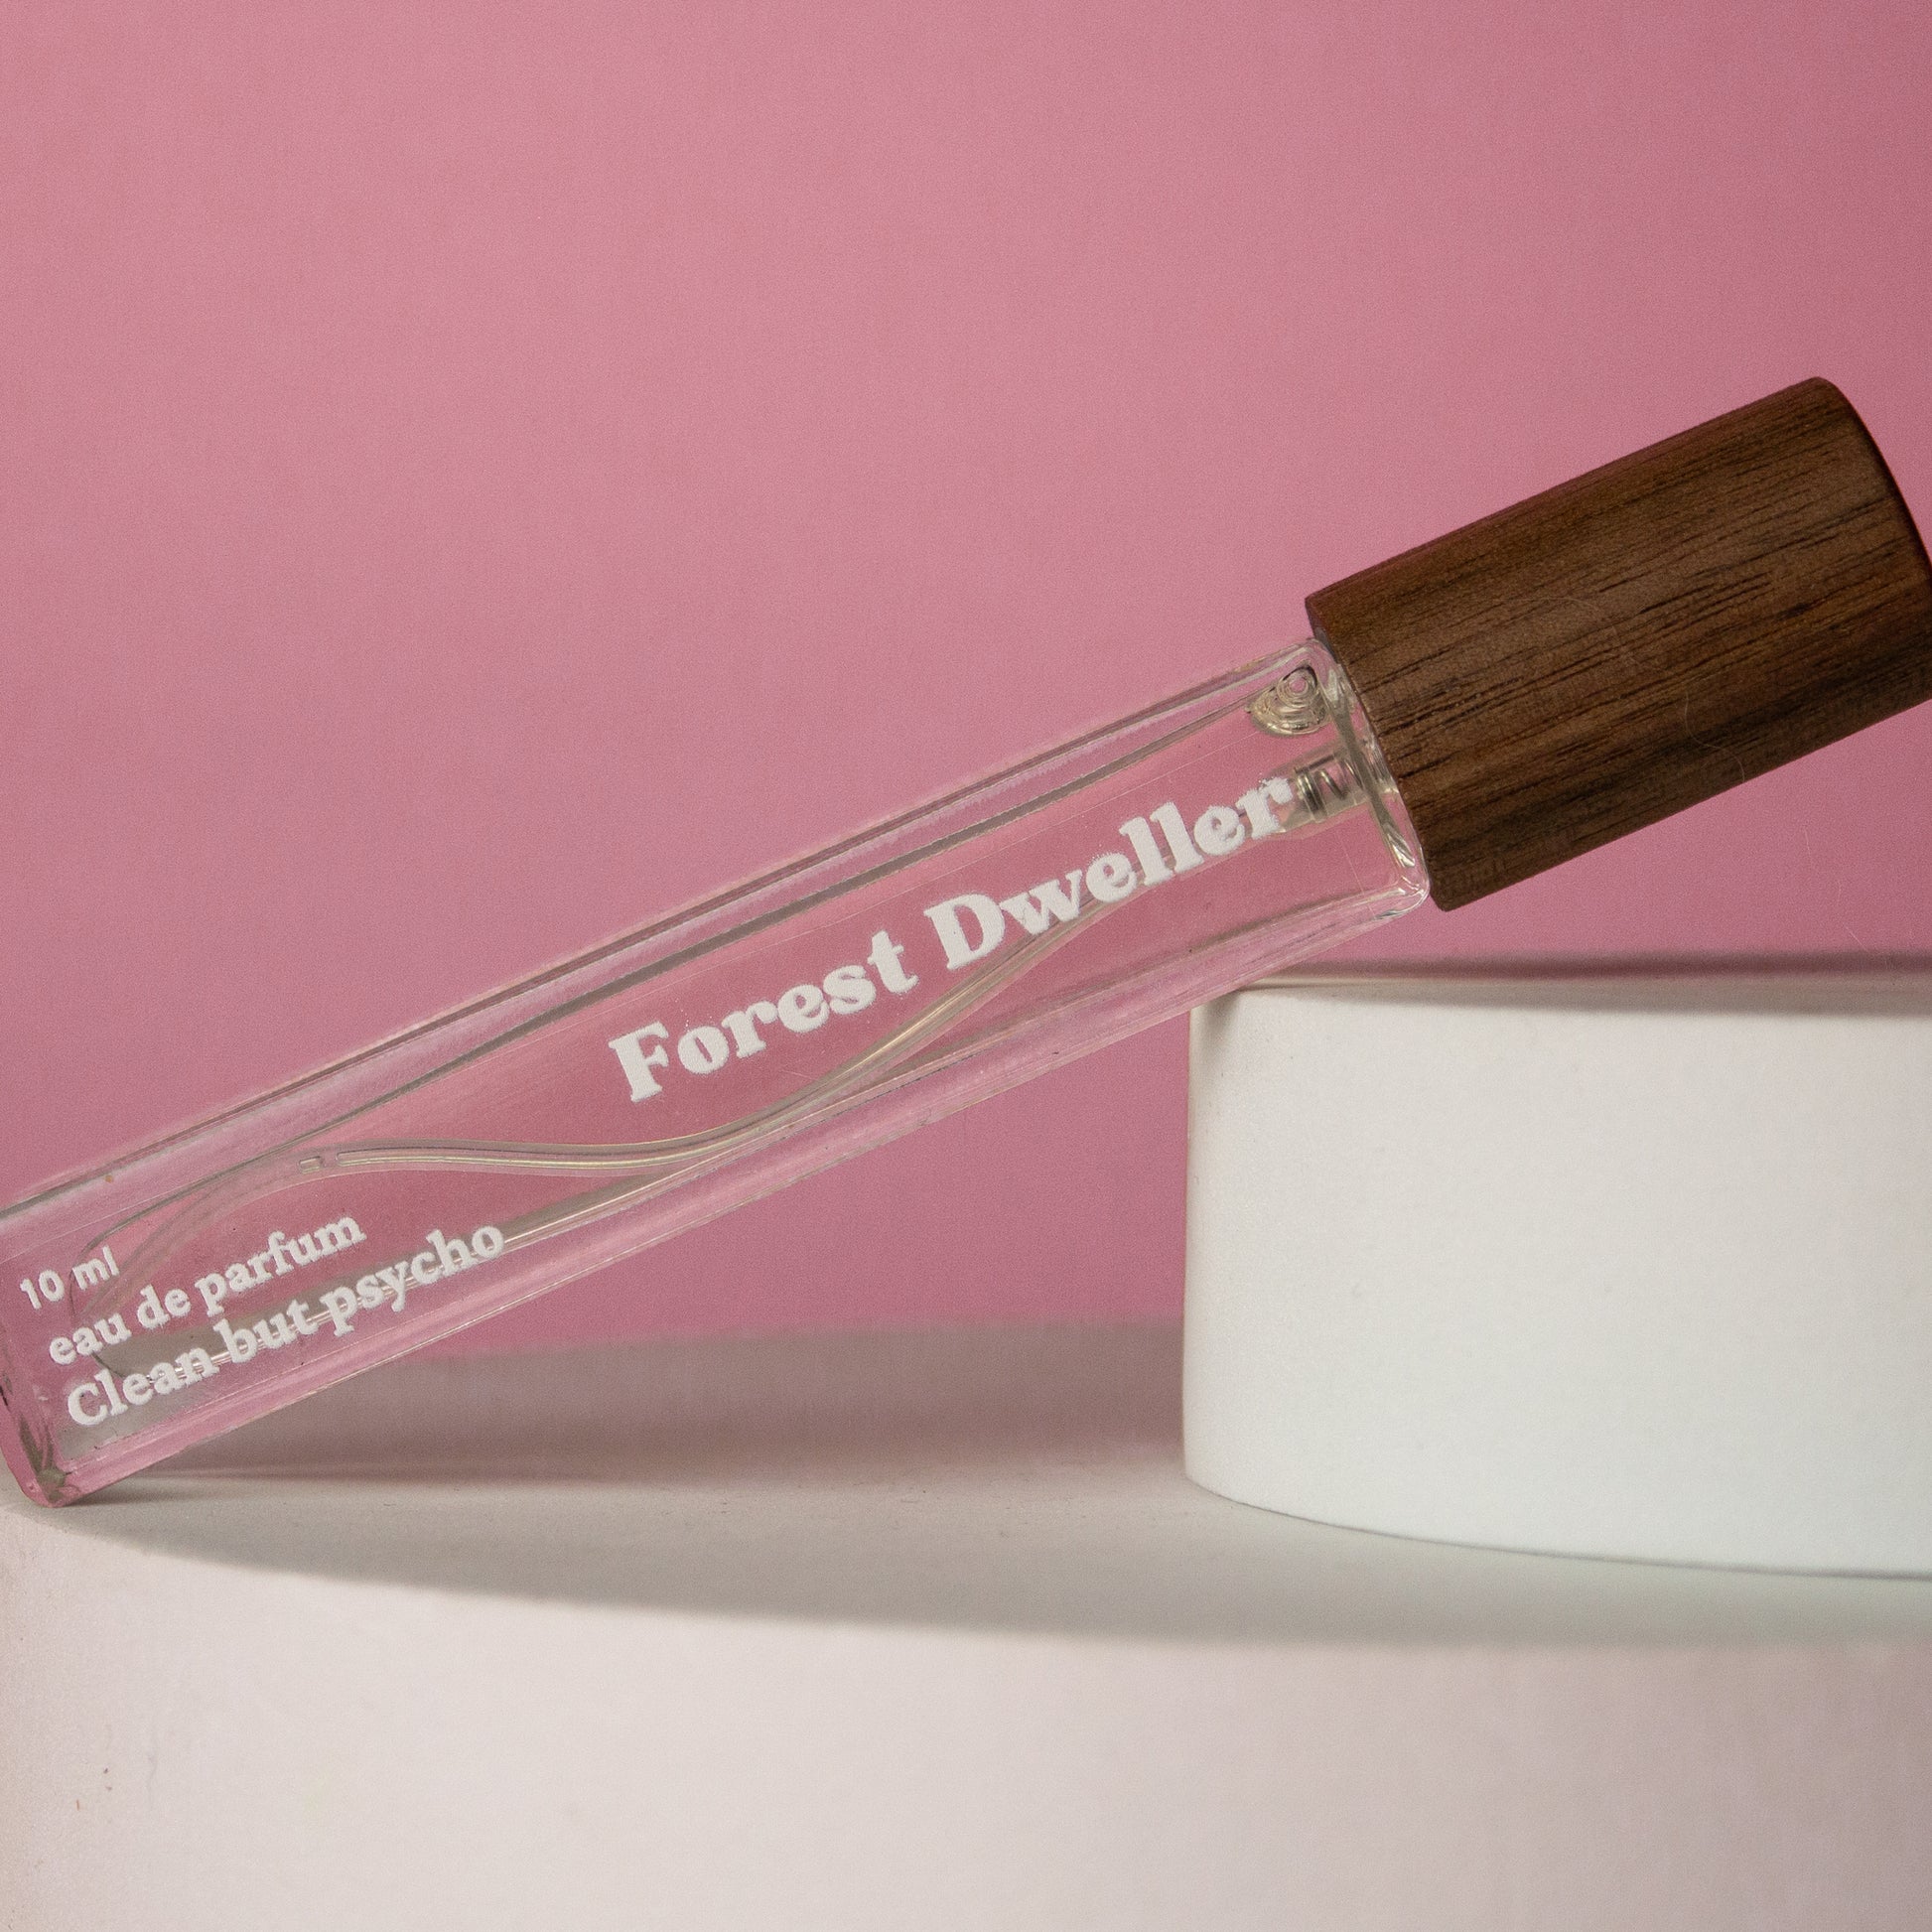 Forest Dweller
10 ml
eau de parfum
Clean but psycho